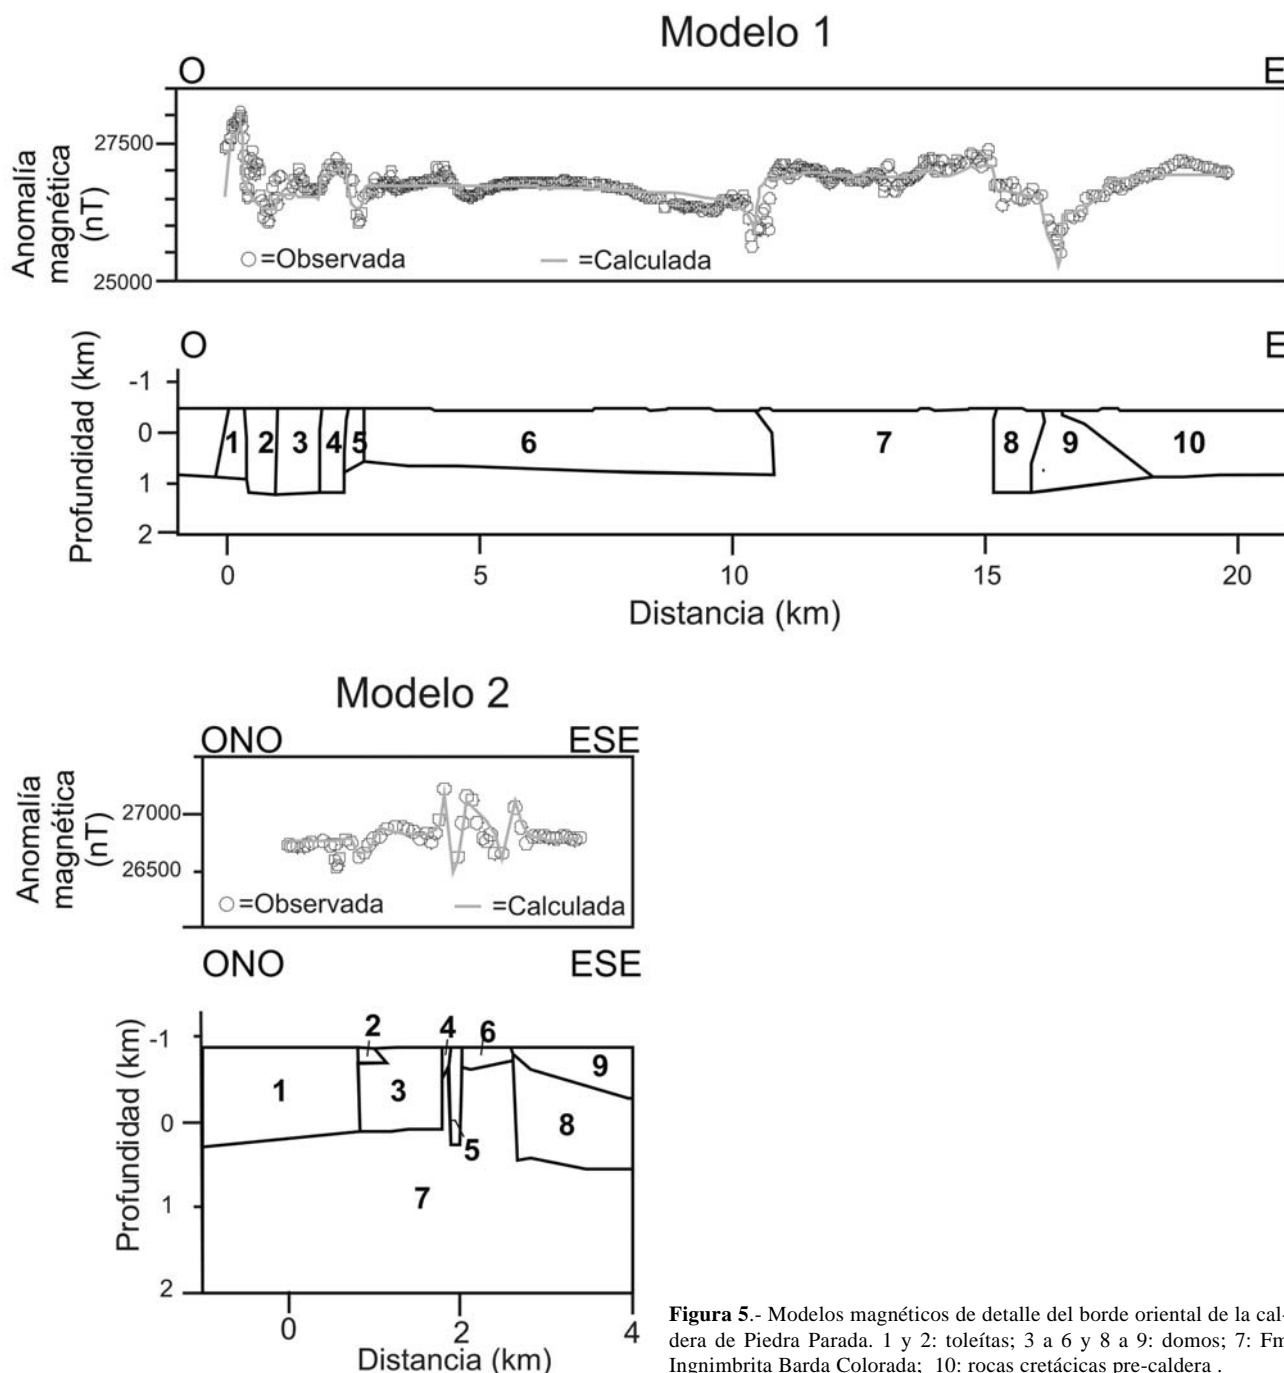 Modelo 1
O E
Anomalía
magnética
(nT)
27500
25000
=Observada =Calculada
O E
Profundidad (km)
-1
0
1
2
1 2 3 4 5 6 7 8 9 10
0 5 10 15 20
Distancia (km)
Modelo 2
ONO ESE
Anomalía
magnética
(nT)
27000
26500
=Observada =Calculada
ONO ESE
Profundidad (km)
-1
0
1
2
2 4 6
9
1 3
8
5
7
0 2 4
Distancia (km)
Figura 5.- Modelos magnéticos de detalle del borde oriental de la cal-
dera de Piedra Parada. 1 y 2: toleítas; 3 a 6 y 8 a 9: domos; 7: Fm
Ingnimbrita Barda Colorada; 10: rocas cretácicas pre-caldera .